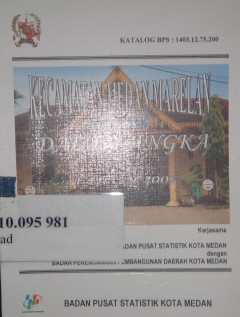 KATALOG BPS : 1403.12.75.200
KECAMATAN MEDAN MARELAN
DALAM ANGKA
10.095 981
ad
Kerjasama
BADAN PUSAT STATISTIK KOTA MEDAN
dengan
BADAN PERENCANAAN PEMBANGUNAN DAERAH KOTA MEDAN
BADAN PUSAT STATISTIK KOTA MEDAN